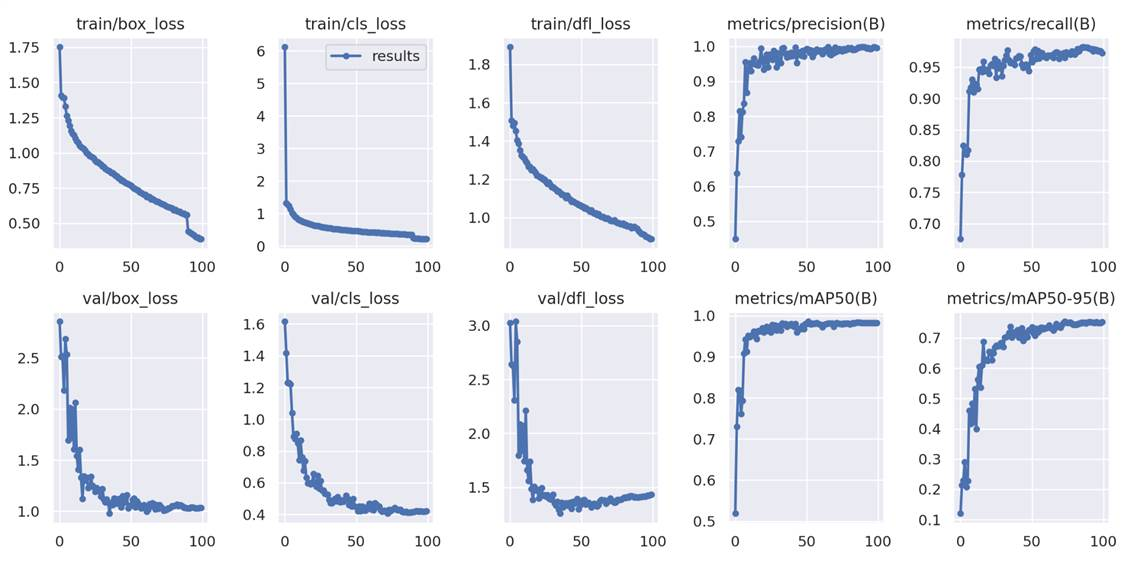 train/box_loss
1.75
1.50
1.25
1.00
0.75
0.50
0 50 100
train/cls_loss
results
6
5
4
3
2
1
0
0 50 100
train/dfl_loss
1.8
1.6
1.4
1.2
1.0
0 50 100
metrics/precision(B)
1.0
0.9
0.8
0.7
0.6
0.5
0 50 100
metrics/recall(B)
0.95
0.90
0.85
0.80
0.75
0.70
0 50 100
val/box_loss
2.5
2.0
1.5
1.0
0 50 100
val/cls_loss
1.6
1.4
1.2
1.0
0.8
0.6
0.4
0 50 100
val/dfl_loss
3.0
2.5
2.0
1.5
0 50 100
metrics/mAP50(B)
1.0
0.9
0.8
0.7
0.6
0.5
0 50 100
metrics/mAP50-95(B)
0.7
0.6
0.5
0.4
0.3
0.2
0.1
0 50 100